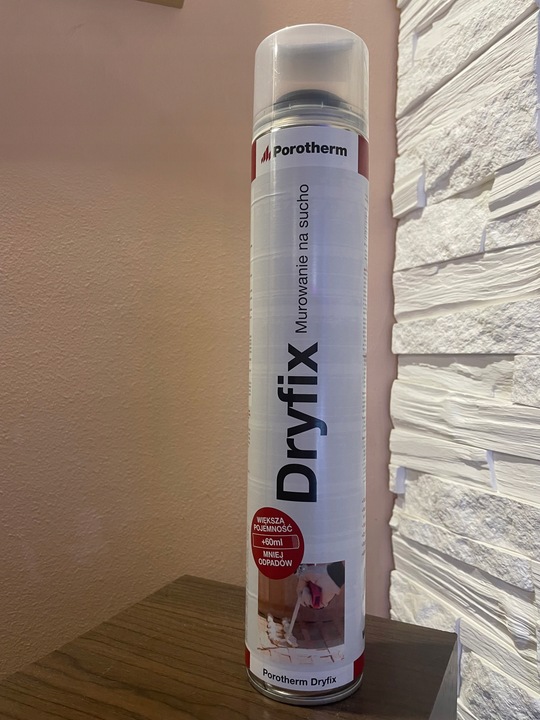 Porotherm
Dryfix Murowanie na sucho
WIĘKSZA
POJEMNOŚĆ
+60ml
MNIEJ
ODPADÓW
Porotherm Dryfix